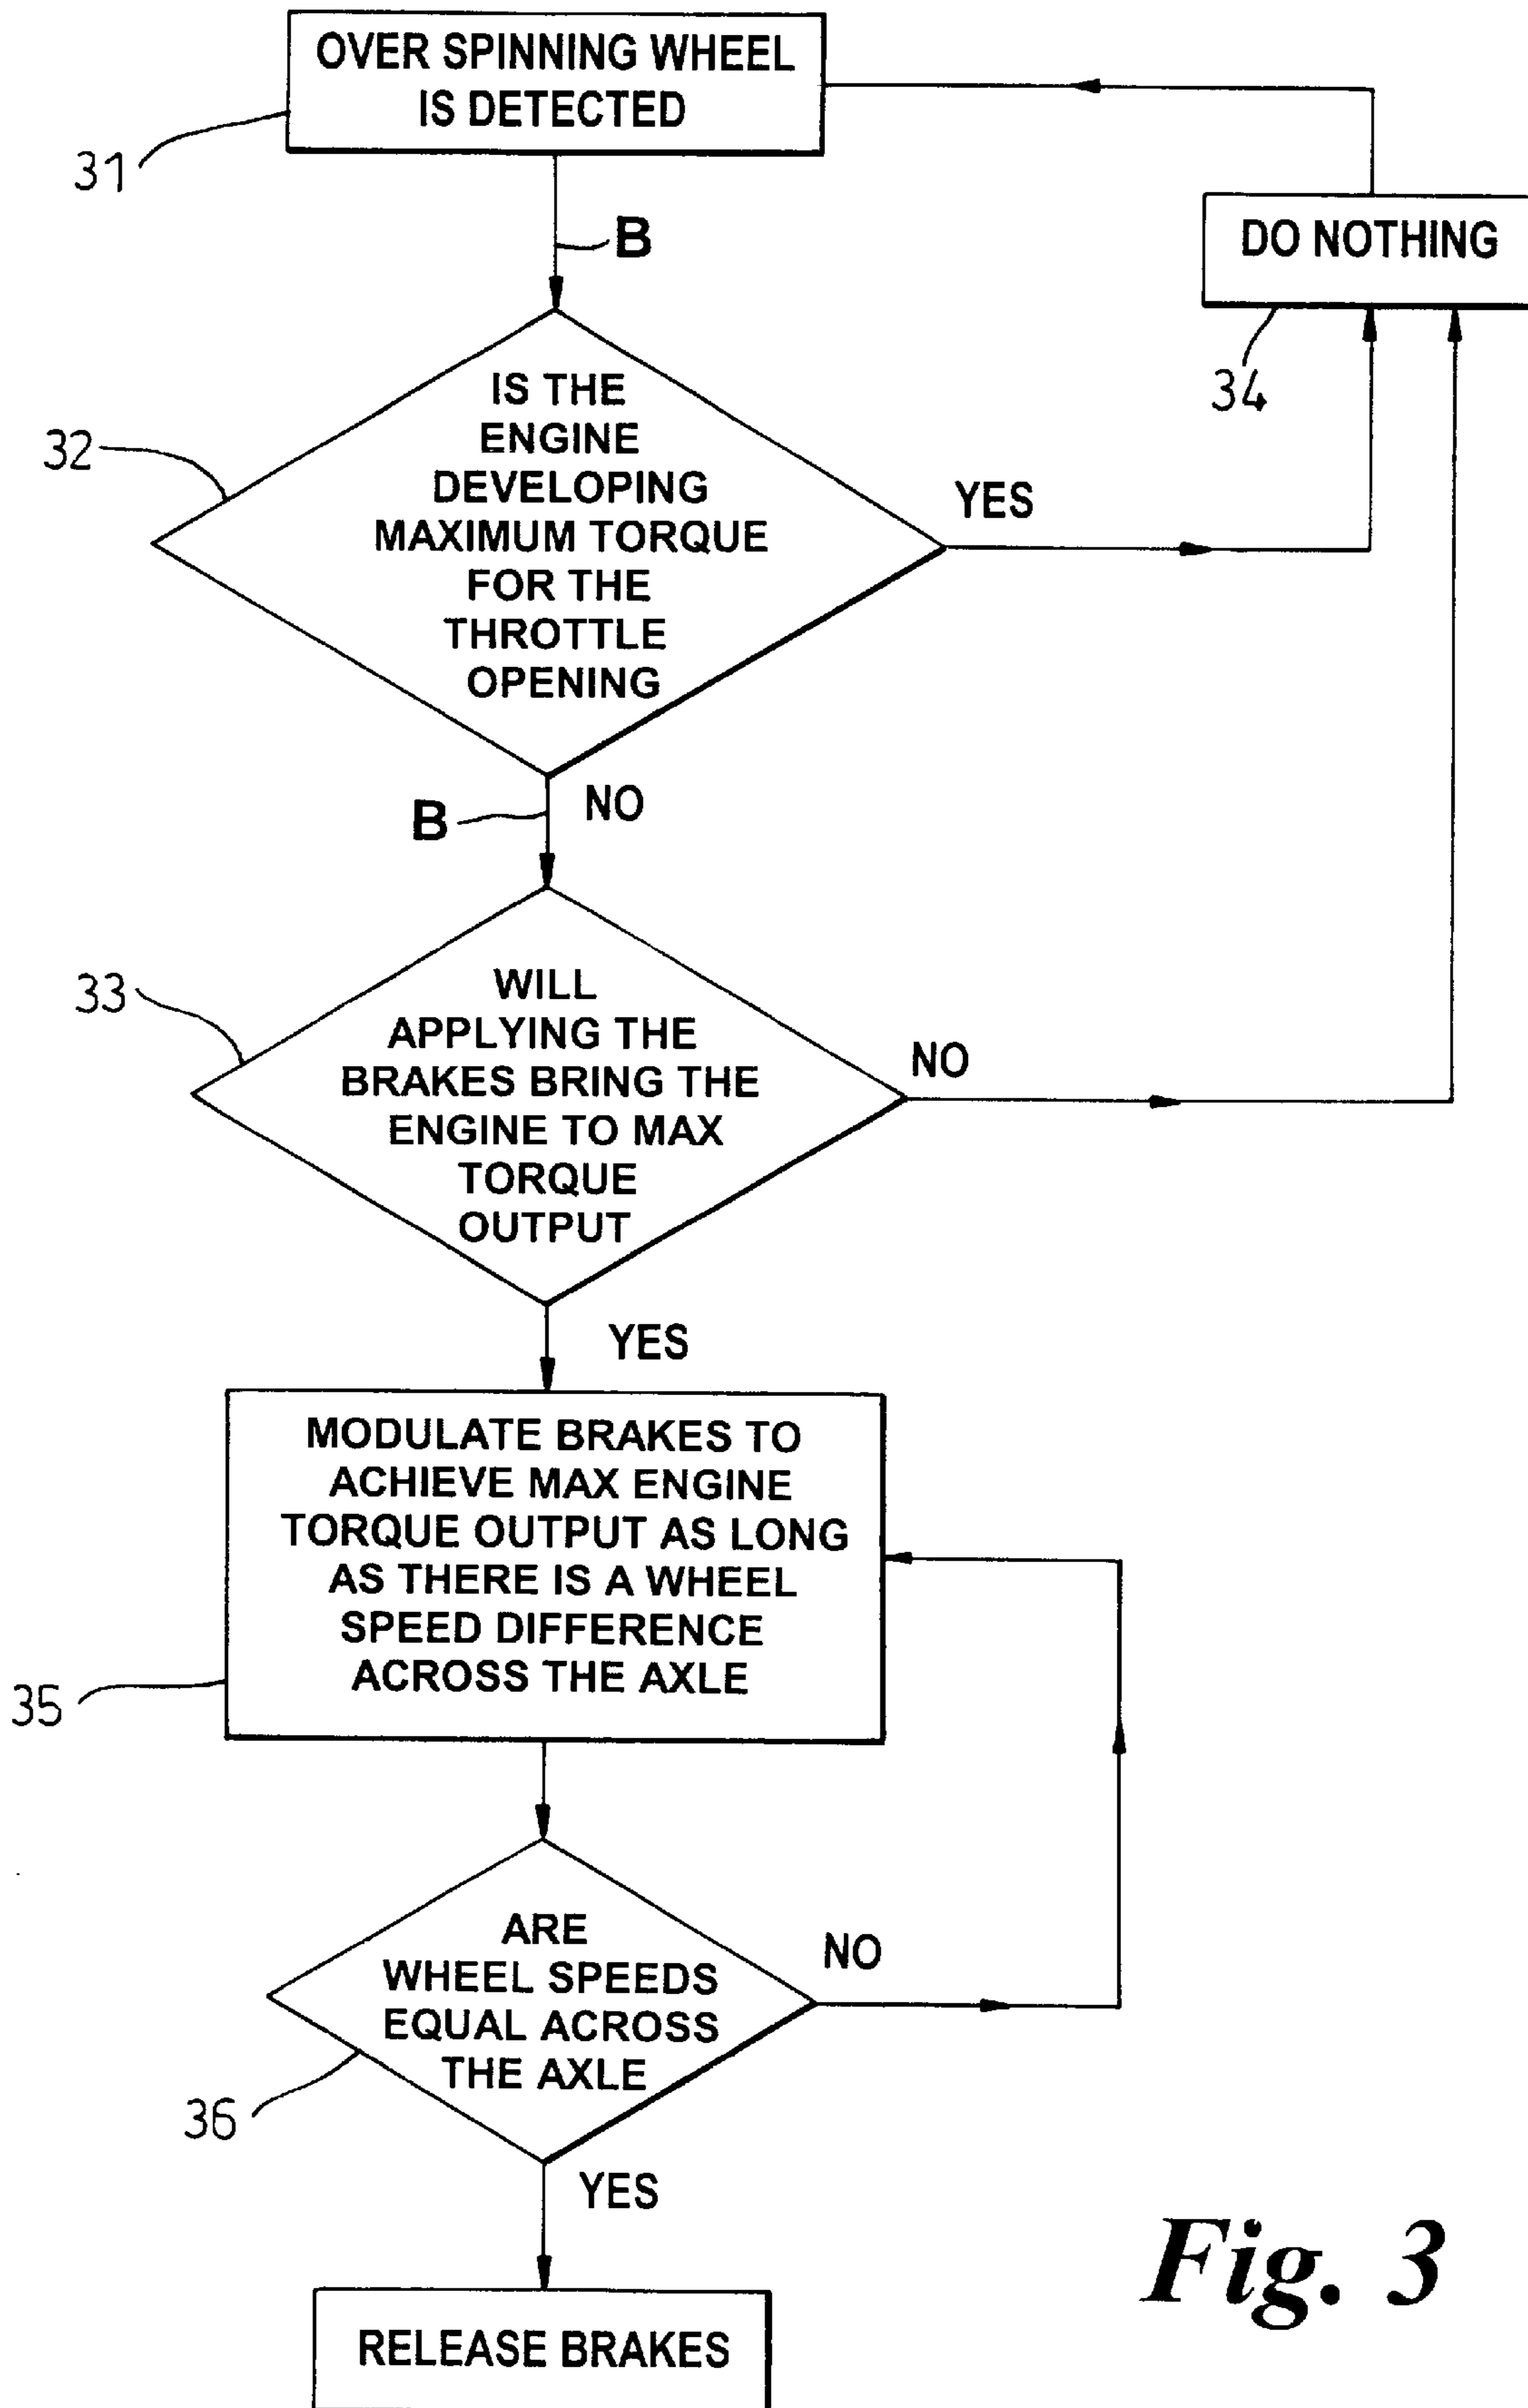 OVER SPINNING WHEEL
IS DETECTED
31
B
DO NOTHING
34
32
IS THE
ENGINE
DEVELOPING
MAXIMUM TORQUE
FOR THE
THROTTLE
OPENING
YES
B
NO
33
WILL
APPLYING THE
BRAKES BRING THE
ENGINE TO MAX
TORQUE
OUTPUT
NO
YES
MODULATE BRAKES TO
ACHIEVE MAX ENGINE
TORQUE OUTPUT AS LONG
AS THERE IS A WHEEL
SPEED DIFFERENCE
ACROSS THE AXLE
35
ARE
WHEEL SPEEDS
EQUAL ACROSS
THE AXLE
NO
36
YES
RELEASE BRAKES
Fig. 3